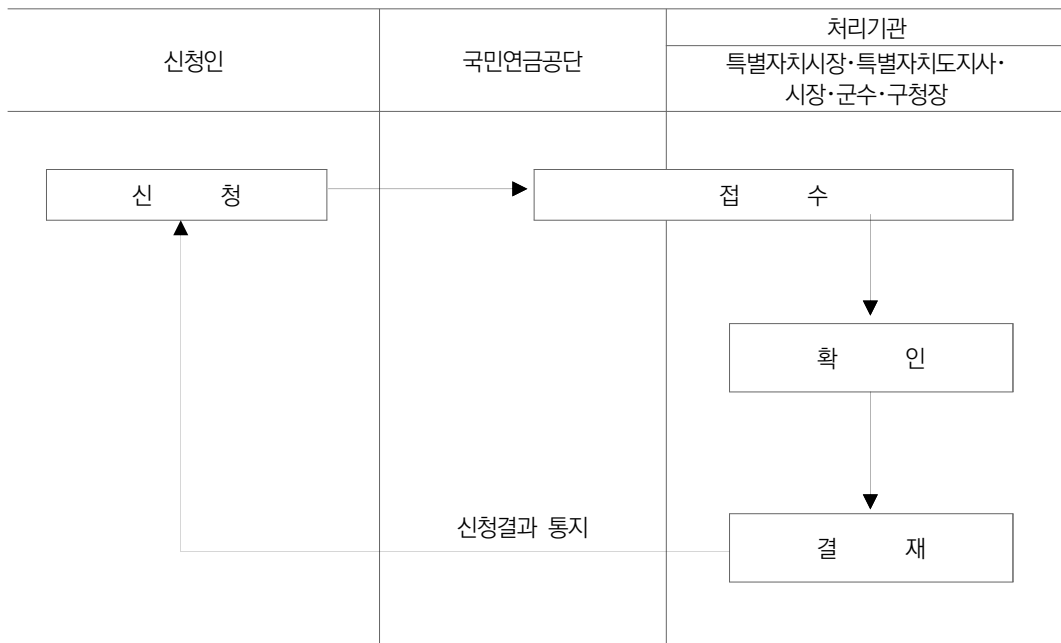 신청인
국민연금공단
처리기관
특별자치시장·특별자치도지사·
시장·군수·구청장
신 청
접 수
확 인
결 재
신청결과 통지